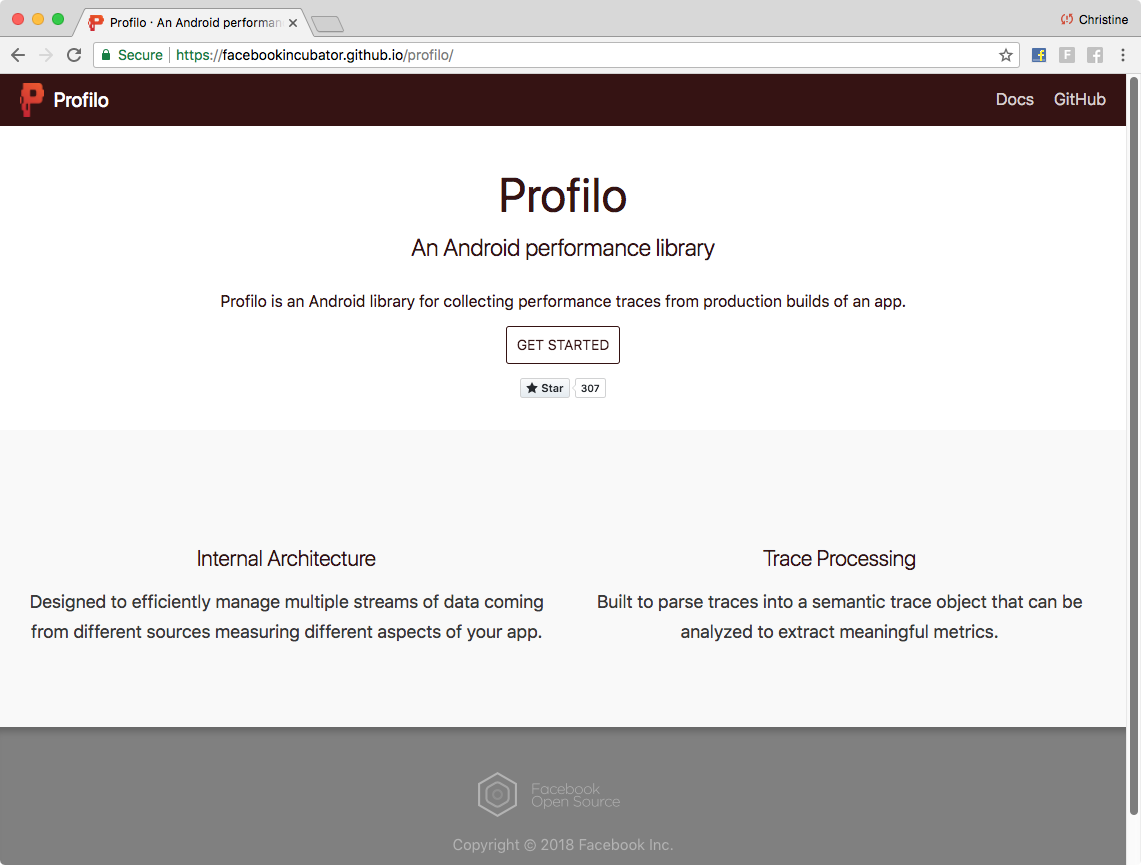 Profilo · An Android performan
Christine
Secure https://facebookincubator.github.io/profilo/
F
Profilo
Docs
GitHub
Profilo
An Android performance library
Profilo is an Android library for collecting performance traces from production builds of an app.
GET STARTED
Star 307
Internal Architecture
Designed to efficiently manage multiple streams of data coming
from different sources measuring different aspects of your app.
Trace Processing
Built to parse traces into a semantic trace object that can be
analyzed to extract meaningful metrics.
Facebook
Open Source
Copyright © 2018 Facebook Inc.